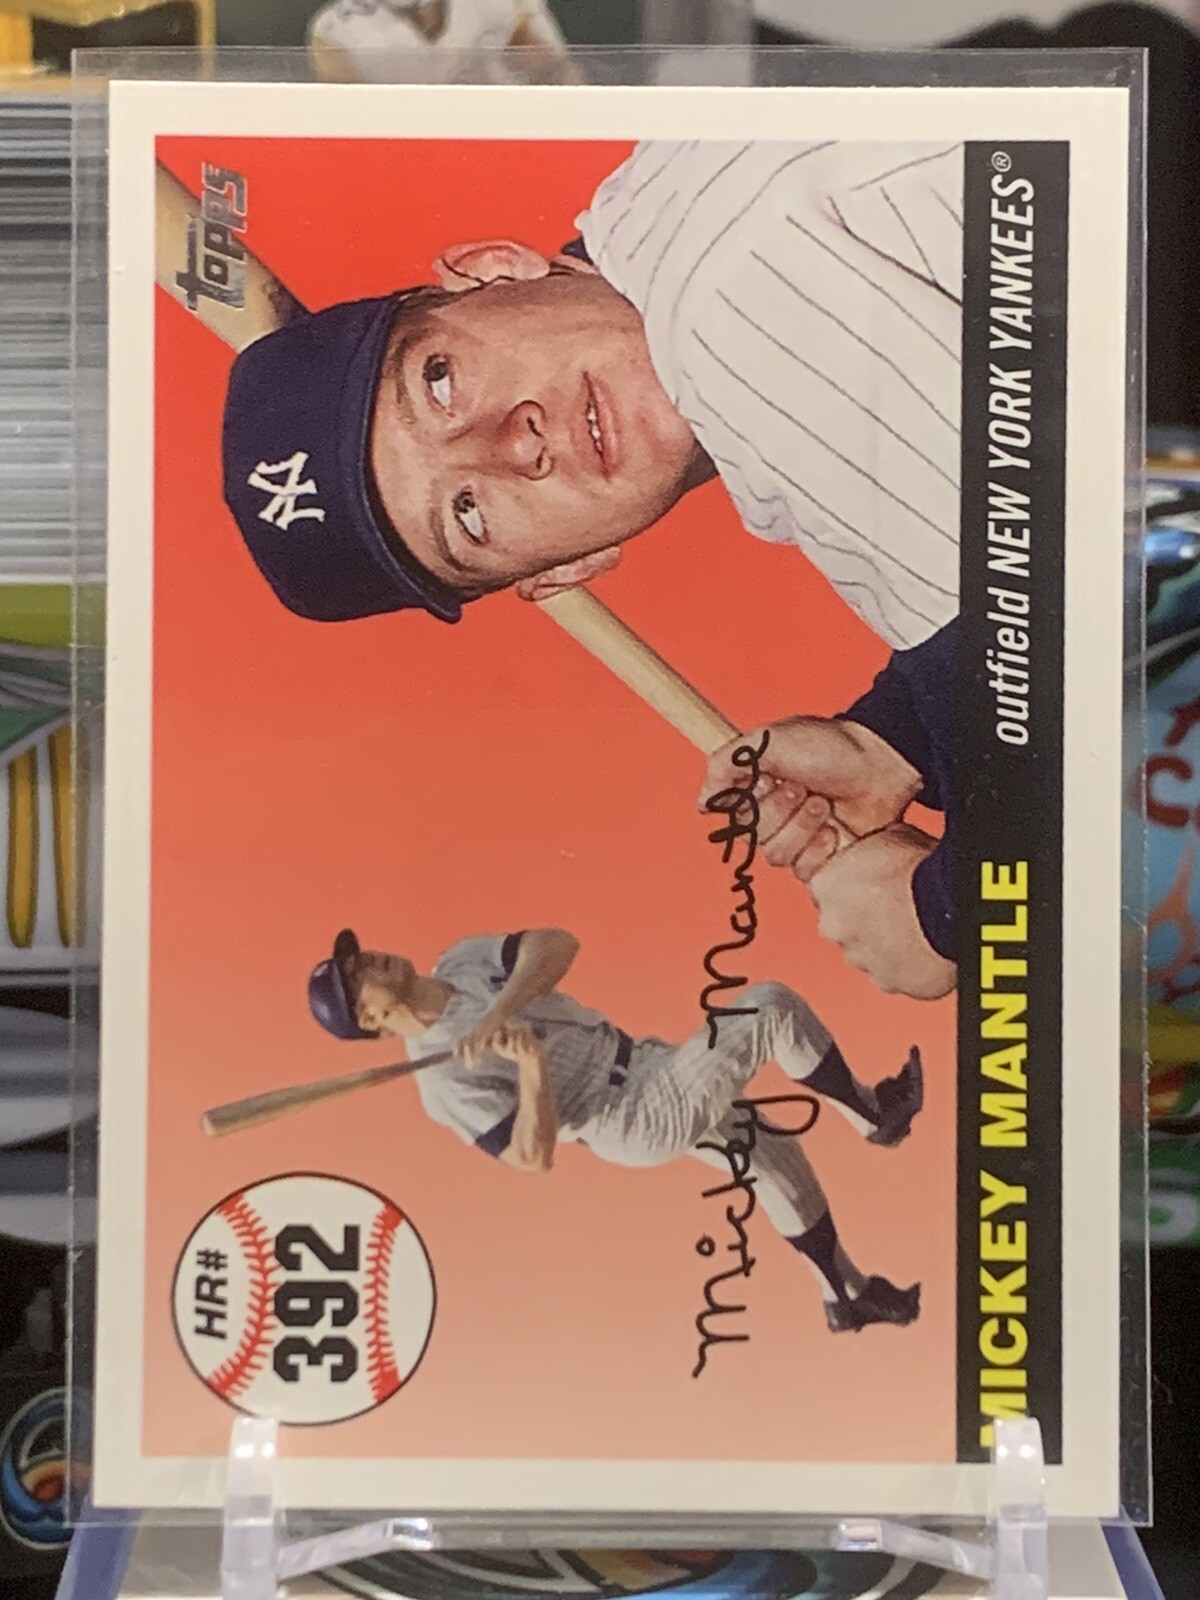 Topps
HR#
392
Mickey Mantle
MICKEY MANTLE outfield NEW YORK YANKEES®